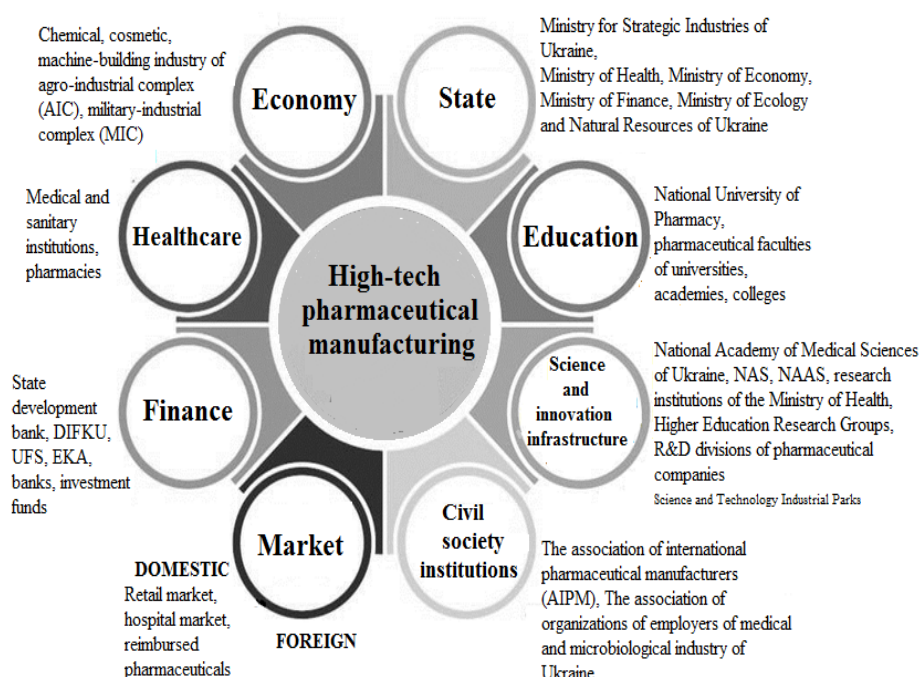 Chemical, cosmetic,
machine-building industry of
agro-industrial complex
(AIC), military-industrial
complex (MIC)
Economy
State
Ministry for Strategic Industries of
Ukraine,
Ministry of Health, Ministry of Economy,
Ministry of Finance, Ministry of Ecology
and Natural Resources of Ukraine
Medical and
sanitary
institutions,
pharmacies
Healthcare
Education
National University of
Pharmacy,
pharmaceutical faculties
of universities,
academies, colleges
High-tech
pharmaceutical
manufacturing
State
development
bank, DIFKU,
UFS, EKA,
banks, investment
funds
Finance
Science
and
innovation
infrastructure
National Academy of Medical Sciences
of Ukraine, NAS, NAAS, research
institutions of the Ministry of Health,
Higher Education Research Groups,
R&D divisions of pharmaceutical
companies
Science and Technology Industrial Parks
Market
DOMESTIC
Retail market,
hospital market,
reimbursed
pharmaceuticals
FOREIGN
Civil
society
institutions
The association of international
pharmaceutical manufacturers
(AIPM), The association of
organizations of employers of medical
and microbiological industry of
Ukraine